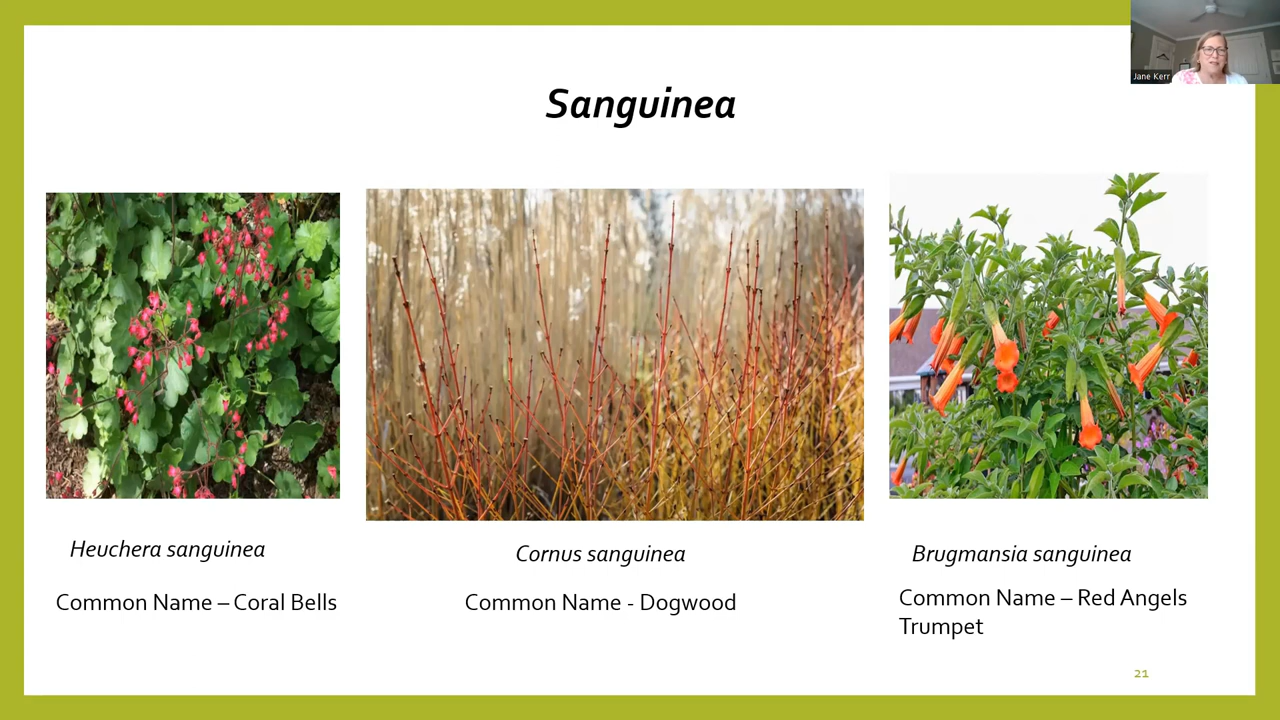 Jane Kerr
Sanguinea
Heuchera sanguinea
Common Name – Coral Bells
Cornus sanguinea
Common Name - Dogwood
Brugmansia sanguinea
Common Name – Red Angels
Trumpet
21